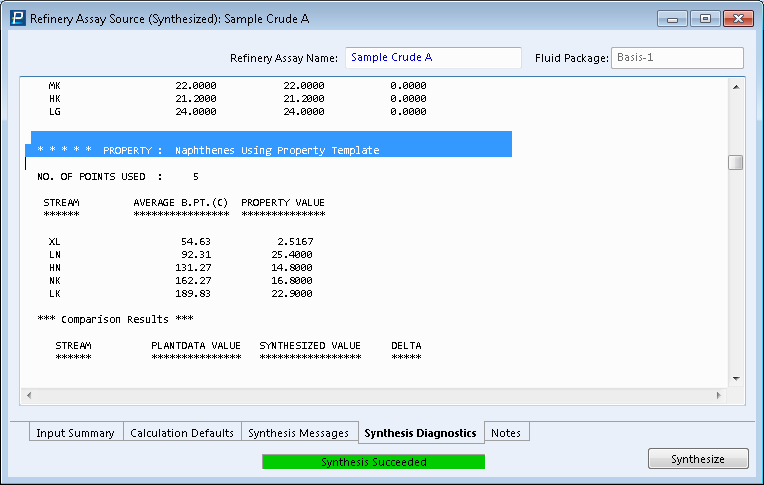 Refinery Assay Source (Synthesized): Sample Crude A
Refinery Assay Name: Sample Crude A Fluid Package: Basis-1
MK 22.0000 22.0000 0.0000
HK 21.2000 21.2000 0.0000
LG 24.0000 24.0000 0.0000
* * * * * PROPERTY : Naphthenes Using Property Template
NO. OF POINTS USED : 5
STREAM AVERAGE B.PT.(C) PROPERTY VALUE
****** **************** **************
XL 54.63 2.5167
LN 92.31 25.4000
HN 131.27 14.8000
NK 162.27 16.8000
LK 189.83 22.9000
*** Comparison Results ***
STREAM PLANTDATA VALUE SYNTHESIZED VALUE DELTA
****** *************** ***************** *****
Input Summary Calculation Defaults Synthesis Messages Synthesis Diagnostics Notes
Synthesis Succeeded Synthesize